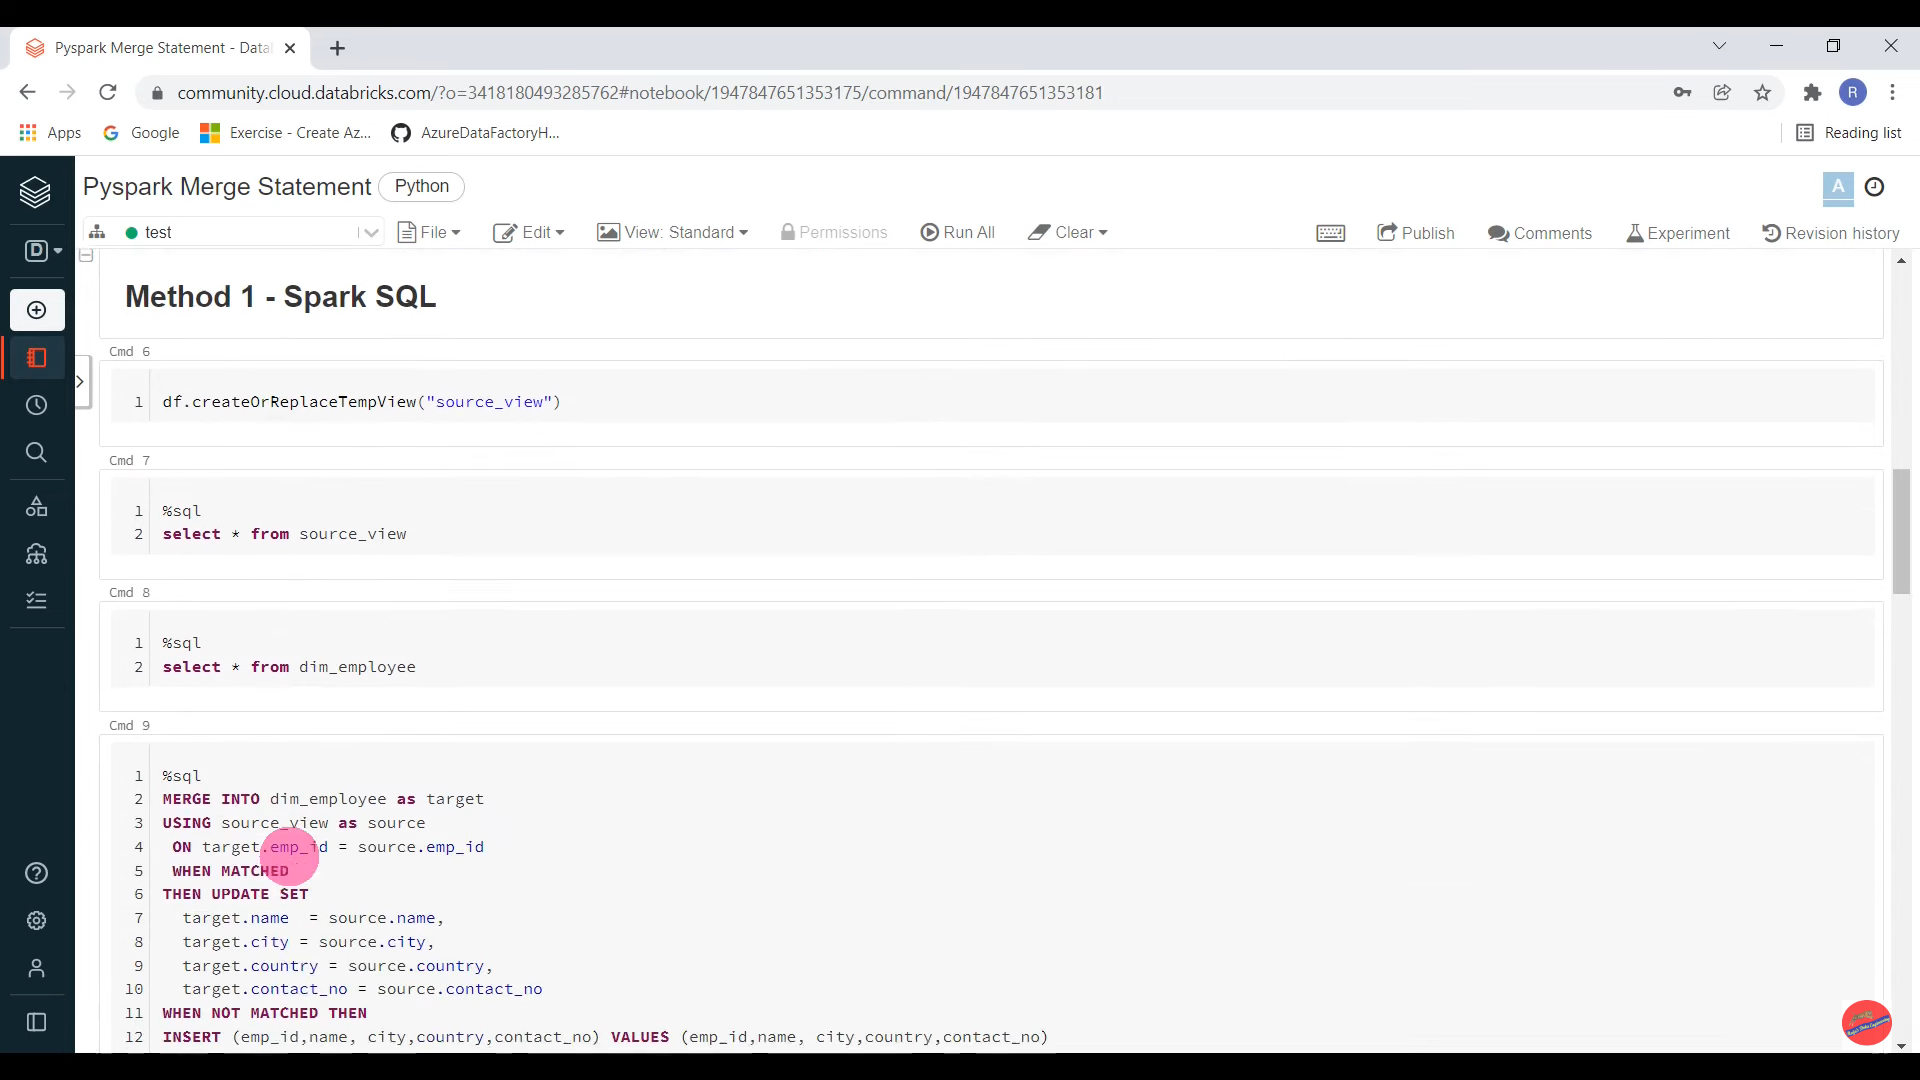 Pyspark Merge Statement - Data
community.cloud.databricks.com/?o=3418180493285762#notebook/1947847651353175/command/1947847651353181
R
Apps
Google
Exercise - Create Az...
AzureDataFactoryH...
Reading list
Pyspark Merge Statement
Python
A
D
test
File
Edit
View: Standard
Permissions
Run All
Clear
Publish
Comments
Experiment
Revision history
Method 1 - Spark SQL
Cmd 6
1 df.createOrReplaceTempView("source_view")
Cmd 7
1 %sql
2 select * from source_view
Cmd 8
1 %sql
2 select * from dim_employee
Cmd 9
1 %sql
2 MERGE INTO dim_employee as target
3 USING source_view as source
4 ON target.emp_id = source.emp_id
5 WHEN MATCHED
6 THEN UPDATE SET
7 target.name = source.name,
8 target.city = source.city,
9 target.country = source.country,
10 target.contact_no = source.contact_no
11 WHEN NOT MATCHED THEN
12 INSERT (emp_id,name, city,country,contact_no) VALUES (emp_id,name, city,country,contact_no)